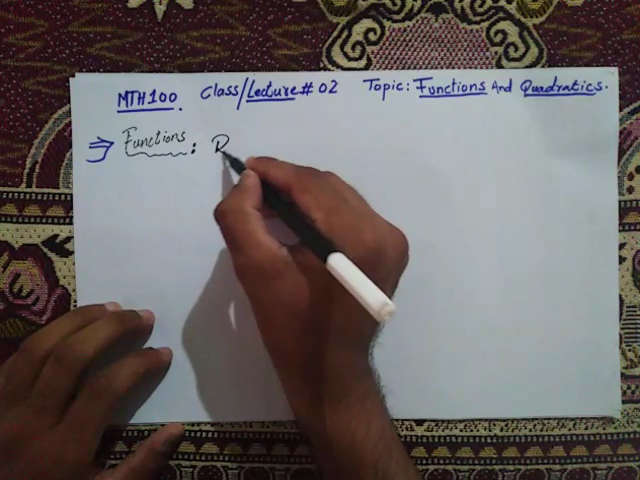 MTH100. Class/Lecture # 02 Topic: Functions And Quadratics.
⇒ Functions: R